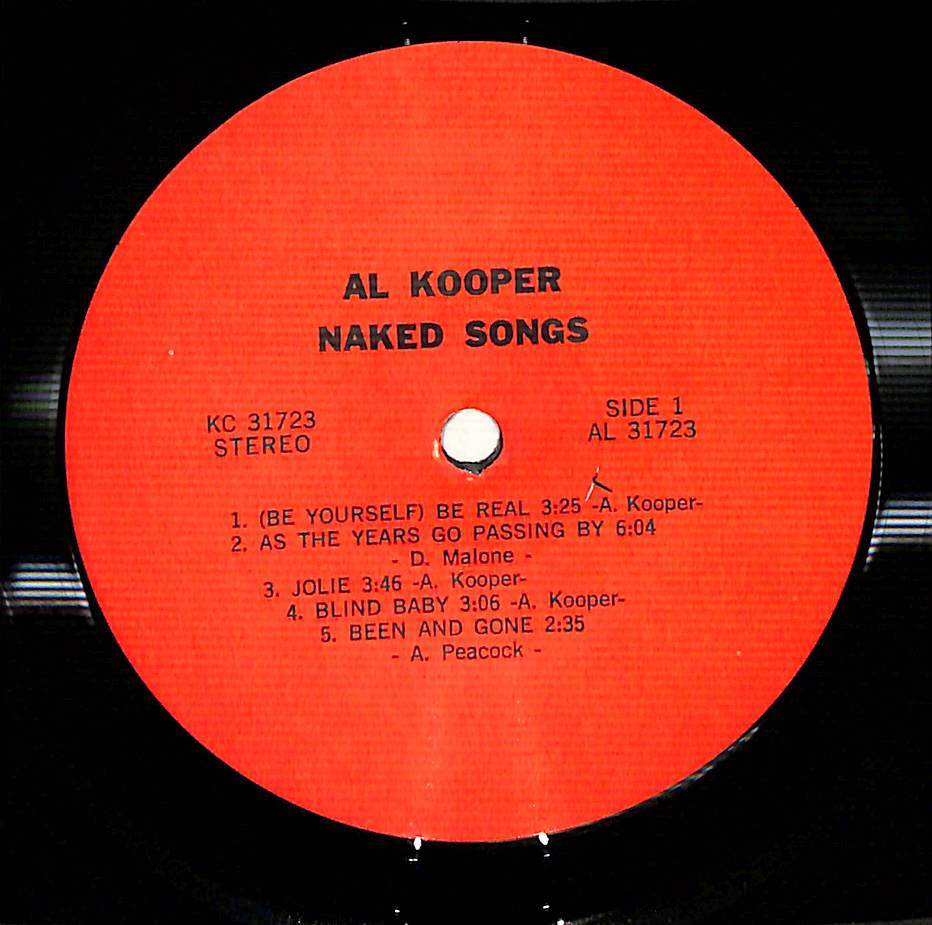 AL KOOPER
NAKED SONGS
KC 31723
STEREO
SIDE 1
AL 31723
1. (BE YOURSELF) BE REAL 3:25 -A. Kooper-
2. AS THE YEARS GO PASSING BY 6:04
- D. Malone -
3. JOLIE 3:46 -A. Kooper-
4. BLIND BABY 3:06 -A. Kooper-
5. BEEN AND GONE 2:35
- A. Peacock -